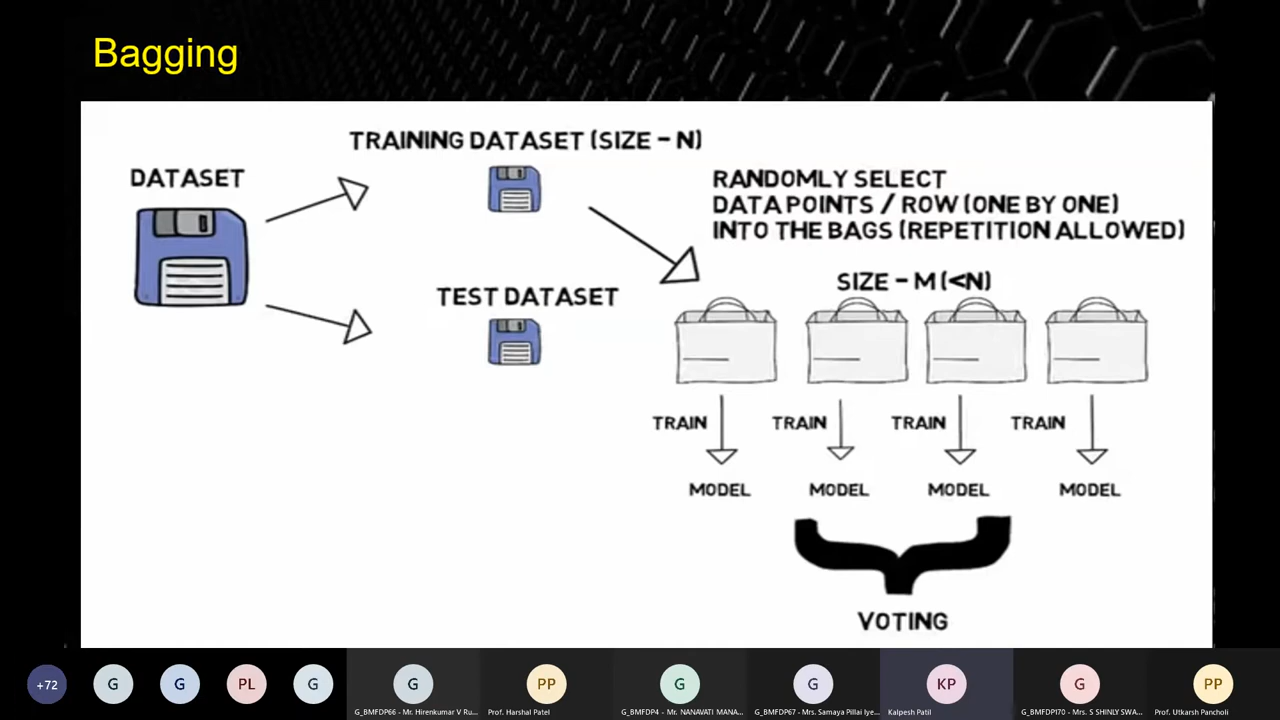 Bagging
TRAINING DATASET (SIZE - N)
DATASET
RANDOMLY SELECT
DATA POINTS / ROW (ONE BY ONE)
INTO THE BAGS (REPETITION ALLOWED)
SIZE - M (<N)
TEST DATASET
TRAIN TRAIN TRAIN TRAIN
MODEL MODEL MODEL MODEL
VOTING
+72 G G PL G G PP G G KP G PP
G_BMFDP66 - Mr. Hirenkumar V Ru... Prof. Harshal Patel G_BMFDP4 - Mr. NANAVATI MANA... G_BMFDP67 - Mrs. Samaya Pillai Iye... Kalpesh Patil G_BMFDP170 - Mrs. S SHINLY SWA... Prof. Utkarsh Pancholi